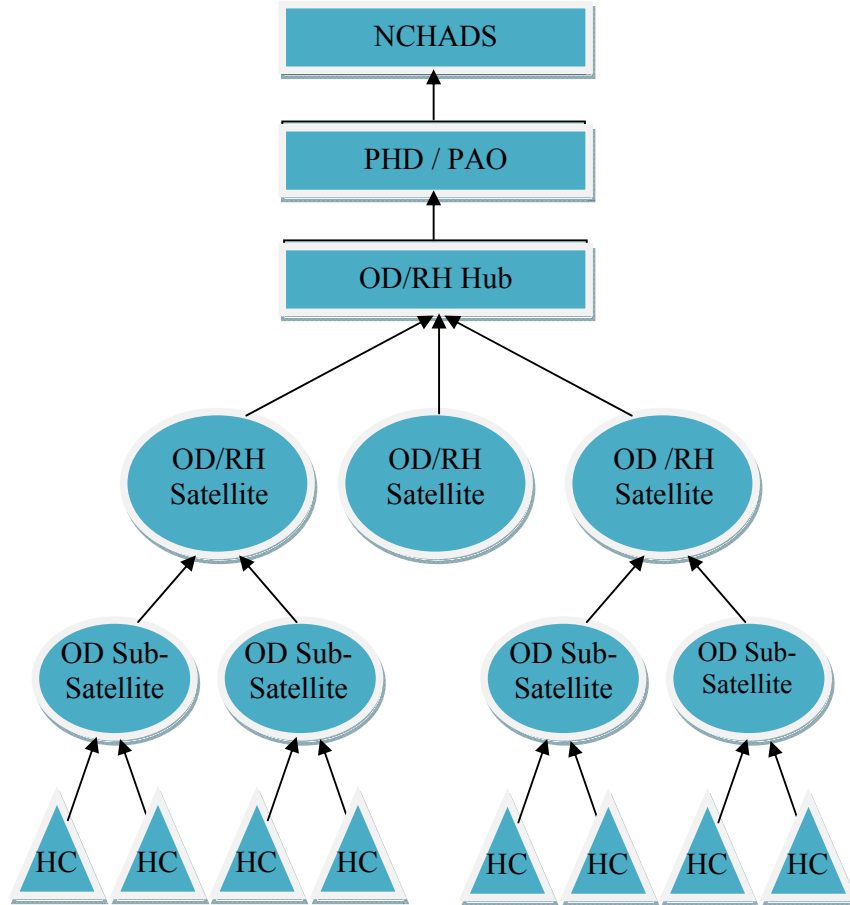 NCHADS
PHD / PAO
OD/RH Hub
OD/RH
Satellite
OD/RH
Satellite
OD /RH
Satellite
OD Sub-
Satellite
OD Sub-
Satellite
OD Sub-
Satellite
OD Sub-
Satellite
HC
HC
HC
HC
HC
HC
HC
HC